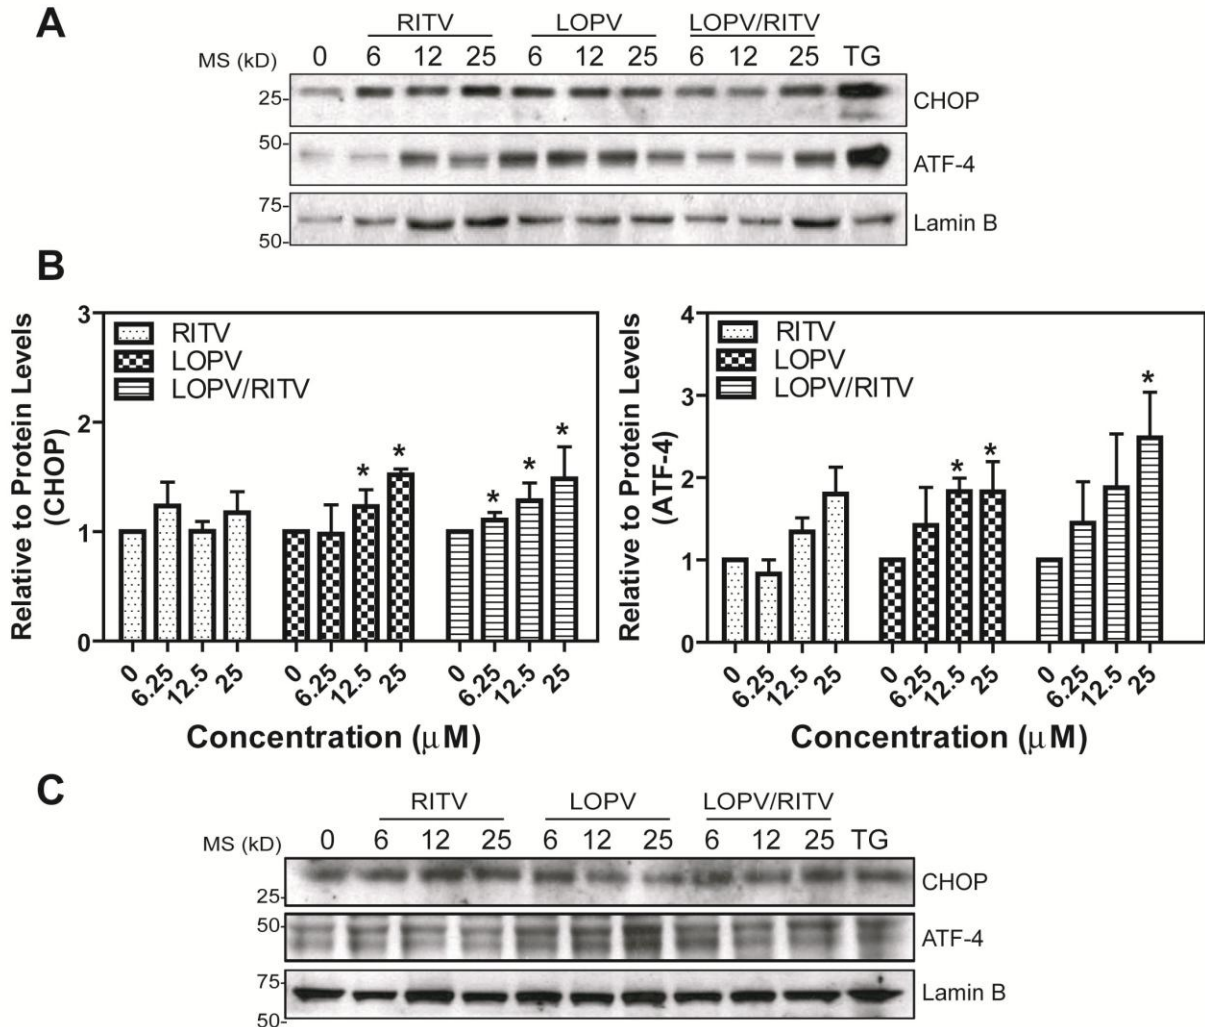 A
RITV LOPV LOPV/RITV
MS (kD) 0 6 12 25 6 12 25 6 12 25 TG
25- CHOP
50- ATF-4
75-
50- Lamin B
B
Relative to Protein Levels
(CHOP)
3
2
1
0
RITV
LOPV
LOPV/RITV
* * * * *
0 6.25 12.5 25 0 6.25 12.5 25 0 6.25 12.5 25
Concentration (μM)
Relative to Protein Levels
(ATF-4)
4
3
2
1
0
RITV
LOPV
LOPV/RITV
* * *
0 6.25 12.5 25 0 6.25 12.5 25 0 6.25 12.5 25
Concentration (μM)
C
RITV LOPV LOPV/RITV
MS (kD) 0 6 12 25 6 12 25 6 12 25 TG
25- CHOP
50- ATF-4
75-
50- Lamin B